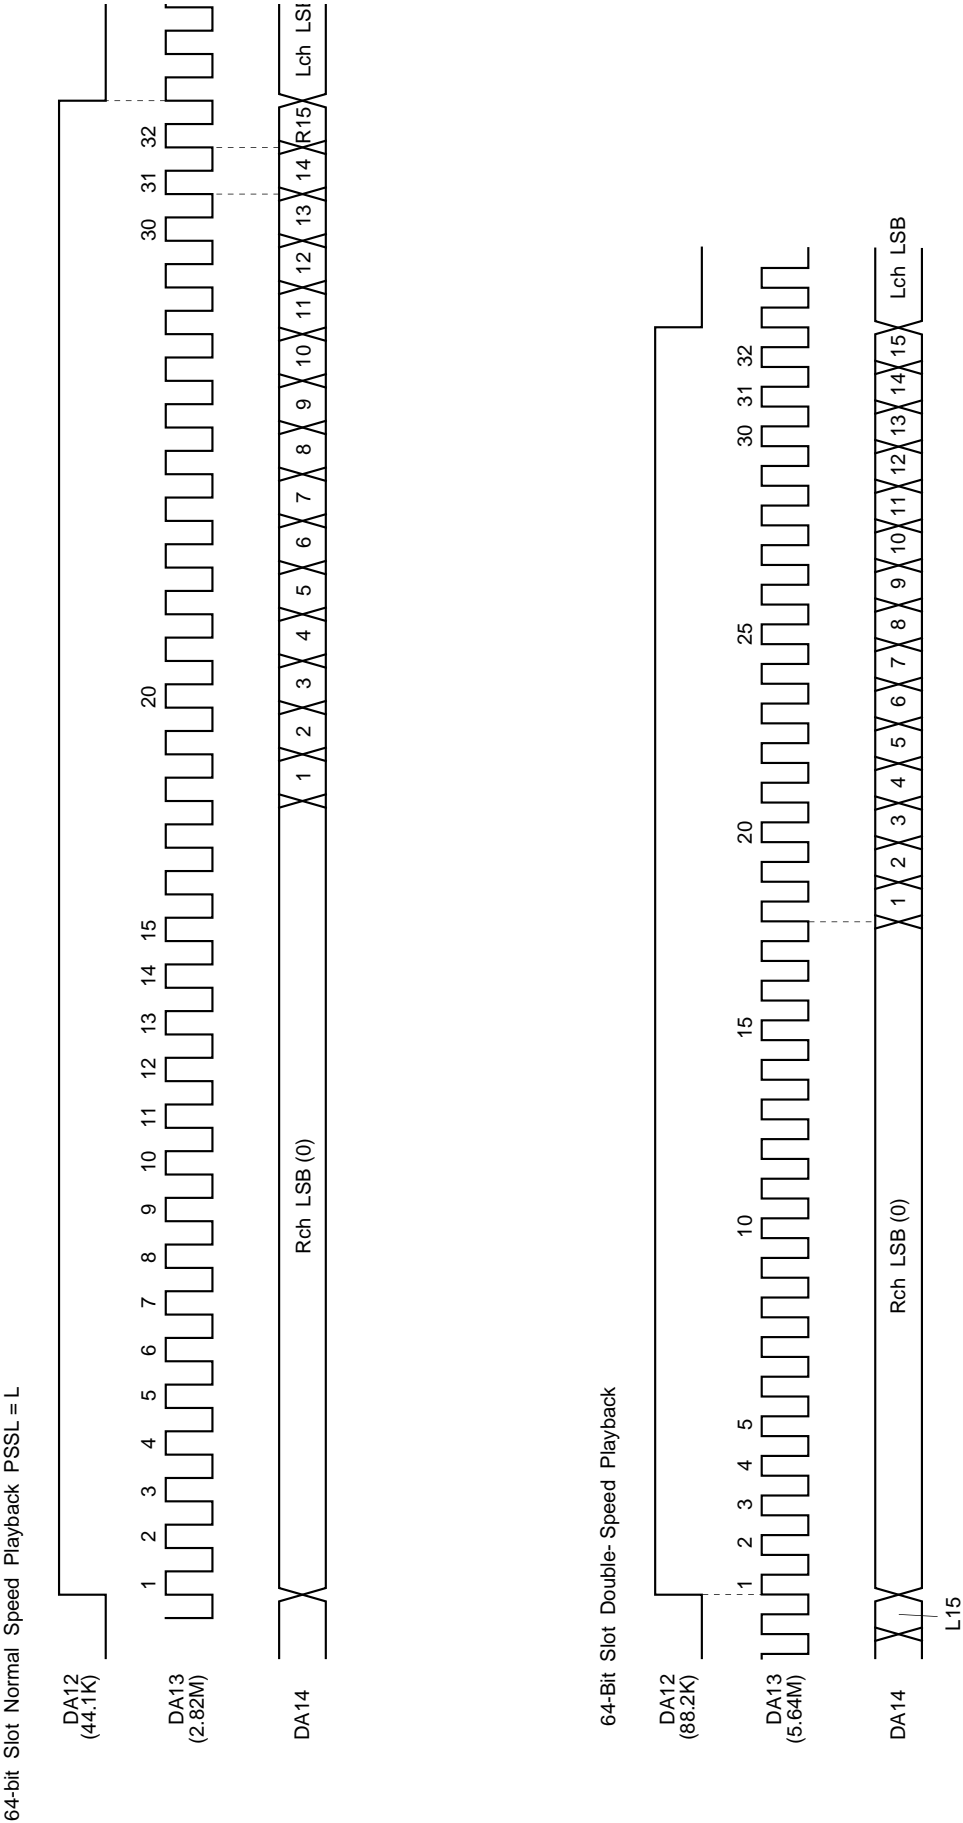 64-bit Slot Normal Speed Playback PSSL = L
DA12
(44.1K)
DA13
(2.82M)
1 2 3 4 5 6 7 8 9 10 11 12 13 14 15 20 30 31 32
DA14
Rch LSB (0) 1 2 3 4 5 6 7 8 9 10 11 12 13 14 R15 Lch LSB
64-Bit Slot Double- Speed Playback
DA12
(88.2K)
DA13
(5.64M)
1 2 3 4 5 10 15 20 25 30 31 32
DA14
L15
Rch LSB (0) 1 2 3 4 5 6 7 8 9 10 11 12 13 14 15 Lch LSB